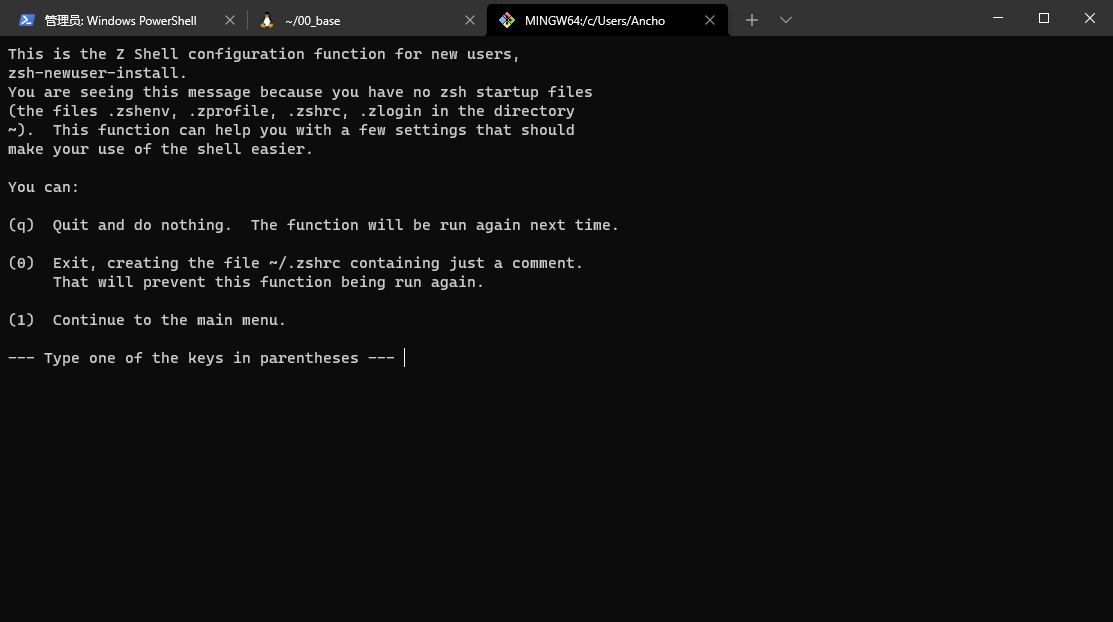 管理员: Windows PowerShell
~/00_base
MINGW64:/c/Users/Ancho
This is the Z Shell configuration function for new users,
zsh-newuser-install.
You are seeing this message because you have no zsh startup files
(the files .zshenv, .zprofile, .zshrc, .zlogin in the directory
~).  This function can help you with a few settings that should
make your use of the shell easier.
You can:
(q)  Quit and do nothing.  The function will be run again next time.
(0)  Exit, creating the file ~/.zshrc containing just a comment.
     That will prevent this function being run again.
(1)  Continue to the main menu.
--- Type one of the keys in parentheses ---